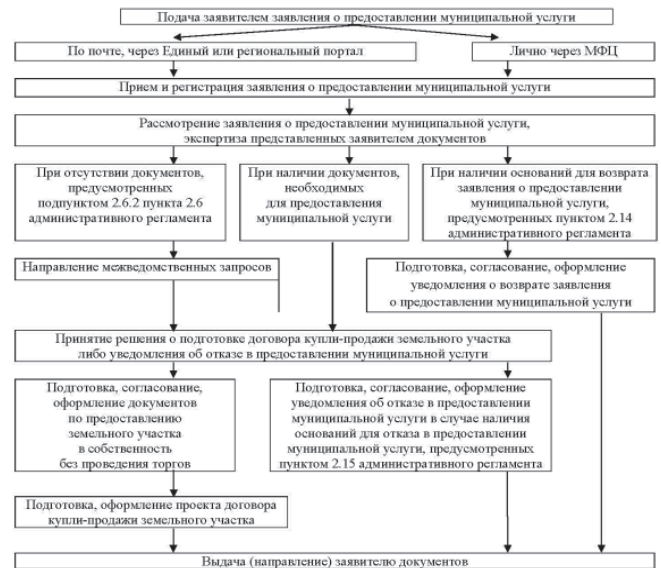 Подача заявителем заявления о предоставлении муниципальной услуги
По почте, через Единый или региональный портал
Лично через МФЦ
Прием и регистрация заявления о предоставлении муниципальной услуги
Рассмотрение заявления о предоставлении муниципальной услуги,
экспертиза представленных заявителем документов
При отсутствии документов,
предусмотренных
подпунктом 2.6.2 пункта 2.6
административного регламента
При наличии документов,
необходимых
для предоставления
муниципальной услуги
При наличии оснований для возврата
заявления о предоставлении
муниципальной услуги,
предусмотренных пунктом 2.14
административного регламента
Направление межведомственных запросов
Подготовка, согласование, оформление
уведомления о возврате заявления
о предоставлении муниципальной услуги
Принятие решения о подготовке договора купли-продажи земельного участка
либо уведомления об отказе в предоставлении муниципальной услуги
Подготовка, согласование,
оформление документов
по предоставлению
земельного участка
в собственность
без проведения торгов
Подготовка, согласование, оформление
уведомления об отказе в предоставлении
муниципальной услуги в случае наличия
оснований для отказа в предоставлении
муниципальной услуги, предусмотренных
пунктом 2.15 административного регламента
Подготовка, оформление проекта договора
купли-продажи земельного участка
Выдача (направление) заявителю документов